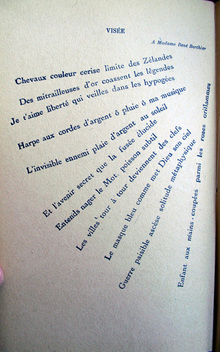 VISÉE
A Madame René Berthier
Chevaux couleur cerise limite des Zélandes
Des mitrailleuses d'or coassent les légendes
Je t'aime liberté qui veilles dans les hypogées
Harpe aux cordes d'argent ô pluie ô ma musique
L'invisible ennemi plaie d'argent au soleil
Et l'avenir secret que la fusée élucide
Entends nager le Mot poisson subtil
Les villes tour à tour deviennent des clefs
Le masque bleu comme met Dieu son ciel
Guerre paisible ascèse solitude métaphysique
Enfant aux mains coupées parmi les roses oriflammes